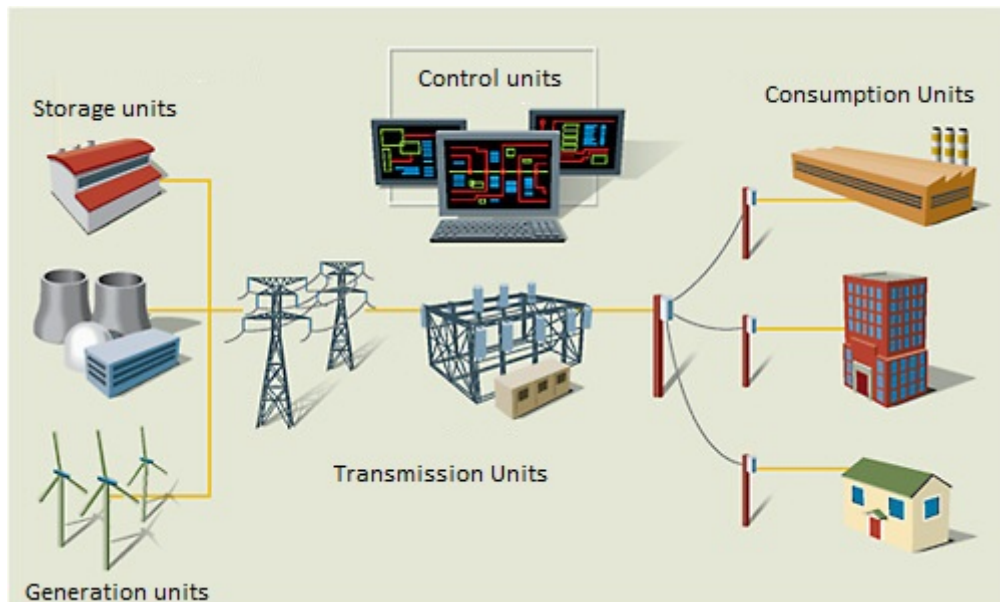 Control units
Storage units
Consumption Units
Transmission Units
Generation units